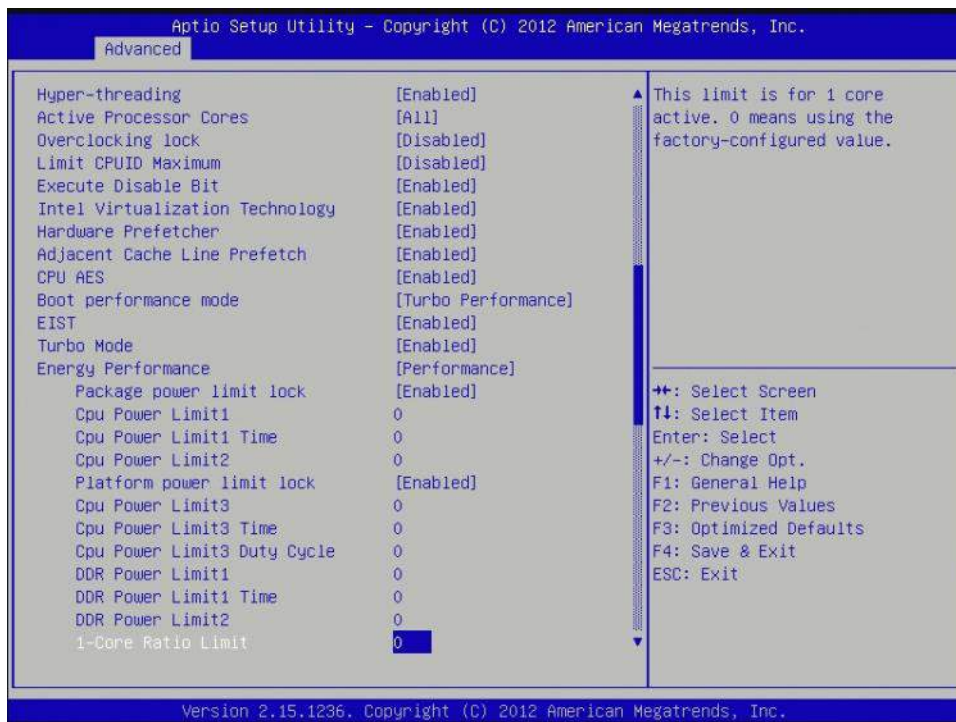 Aptio Setup Utility – Copyright (C) 2012 American Megatrends, Inc.
Advanced
Hyper-threading [Enabled]
Active Processor Cores [All]
Overclocking lock [Disabled]
Limit CPUID Maximum [Disabled]
Execute Disable Bit [Enabled]
Intel Virtualization Technology [Enabled]
Hardware Prefetcher [Enabled]
Adjacent Cache Line Prefetch [Enabled]
CPU AES [Enabled]
Boot performance mode [Turbo Performance]
EIST [Enabled]
Turbo Mode [Enabled]
Energy Performance [Performance]
Package power limit lock [Enabled]
Cpu Power Limit1 0
Cpu Power Limit1 Time 0
Cpu Power Limit2 0
Platform power limit lock [Enabled]
Cpu Power Limit3 0
Cpu Power Limit3 Time 0
Cpu Power Limit3 Duty Cycle 0
DDR Power Limit1 0
DDR Power Limit1 Time 0
DDR Power Limit2 0
1-Core Ratio Limit 0
This limit is for 1 core
active. 0 means using the
factory-configured value.
→←: Select Screen
↑↓: Select Item
Enter: Select
+/-: Change Opt.
F1: General Help
F2: Previous Values
F3: Optimized Defaults
F4: Save & Exit
ESC: Exit
Version 2.15.1236. Copyright (C) 2012 American Megatrends, Inc.